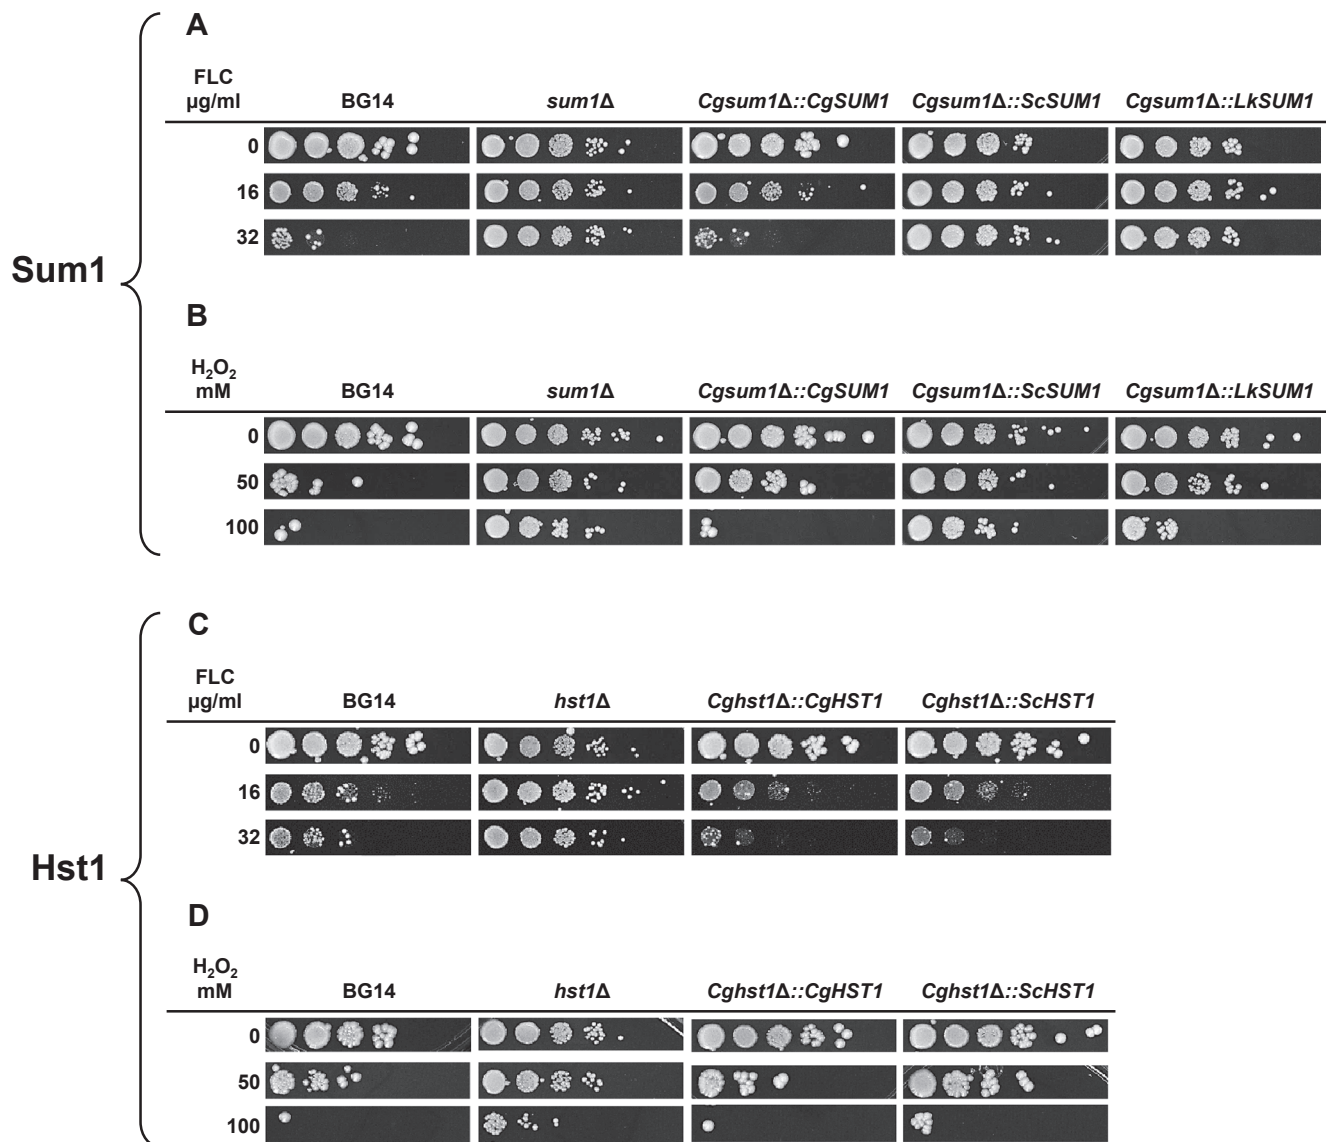 Sum1
A
FLC
µg/ml
BG14 sum1Δ Cgsum1Δ::CgSUM1 Cgsum1Δ::ScSUM1 Cgsum1Δ::LkSUM1
0
16
32
B
H₂O₂
mM
BG14 sum1Δ Cgsum1Δ::CgSUM1 Cgsum1Δ::ScSUM1 Cgsum1Δ::LkSUM1
0
50
100
Hst1
C
FLC
µg/ml
BG14 hst1Δ Cghst1Δ::CgHST1 Cghst1Δ::ScHST1
0
16
32
D
H₂O₂
mM
BG14 hst1Δ Cghst1Δ::CgHST1 Cghst1Δ::ScHST1
0
50
100